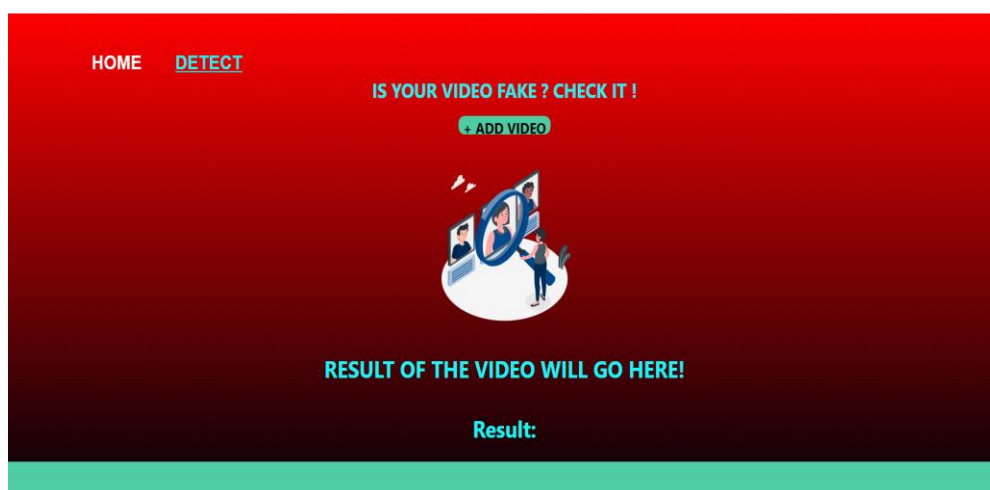 HOME DETECT
IS YOUR VIDEO FAKE ? CHECK IT !
+ ADD VIDEO
RESULT OF THE VIDEO WILL GO HERE!
Result: